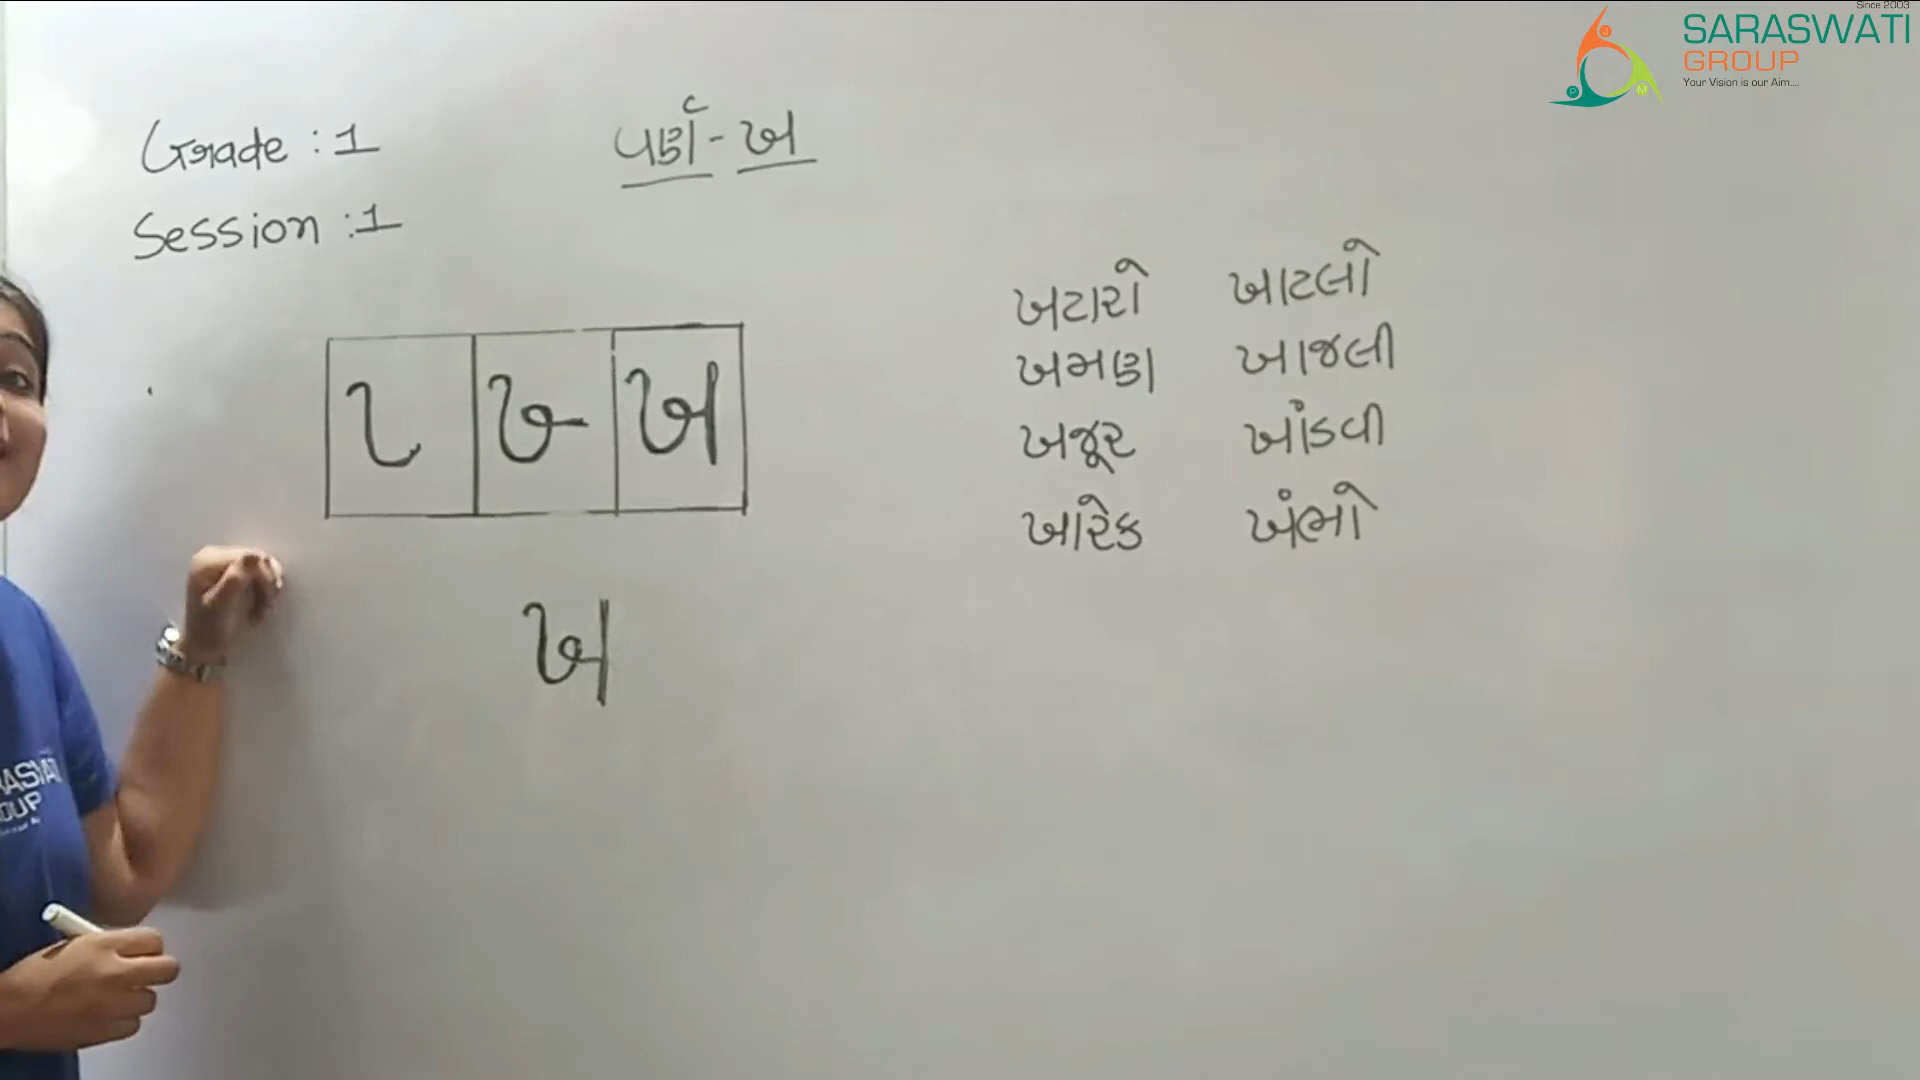 Since 2003
SARASWATI
GROUP
Your Vision is our Aim....
Grade : 1
વર્ણ - ખ
Session : 1
ખટારો ખાટલો
ખમણ ખાજલી
ખજૂર ખાંડવી
ખારેક ખંભો
ખ
ખ